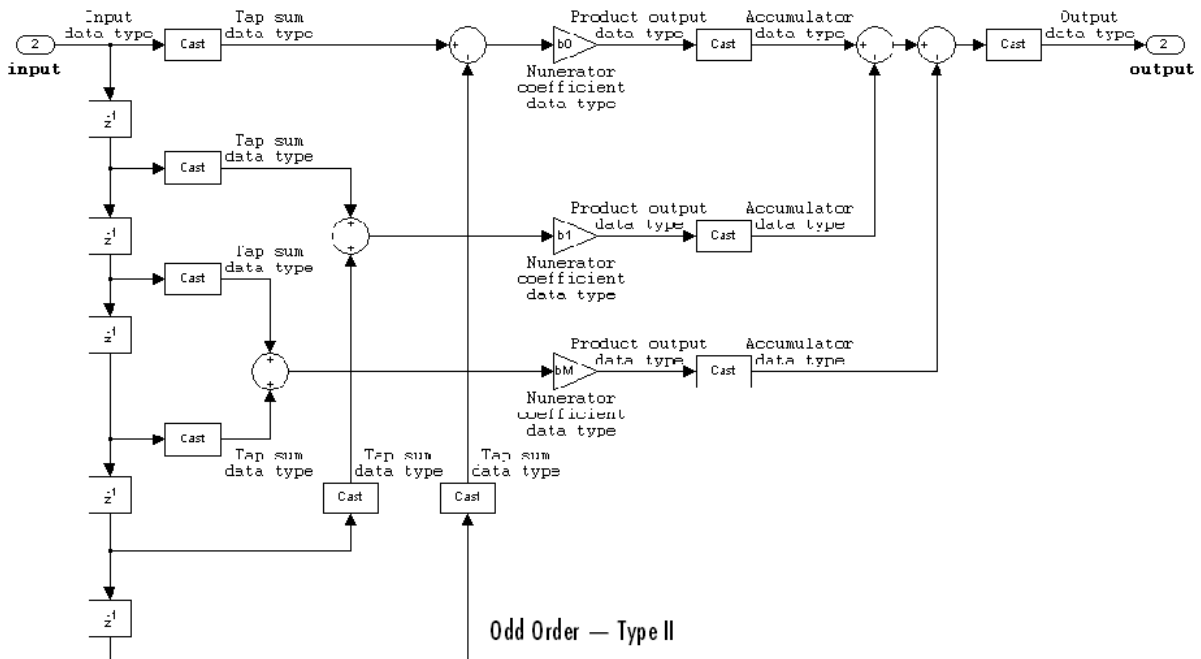 Input
data type
Tap sum
data type
Product output
data type
Accumulator
data type
Output
data type
2
Cast
+
+
b0
Cast
+
+
+
+
Cast
2
input
output
Nunerator
coefficient
data type
z-1
Tap sum
data type
Cast
Product output
data type
Accumulator
data type
z-1
+
+
b1
Cast
Tap sum
data type
Nunerator
coefficient
data type
Cast
z-1
Product output
data type
Accumulator
data type
+
+
bM
Cast
Nunerator
coefficient
data type
Cast
Tap sum
data type
Tap sum
data type
Tap sum
data type
z-1
Cast
Cast
z-1
Odd Order — Type II